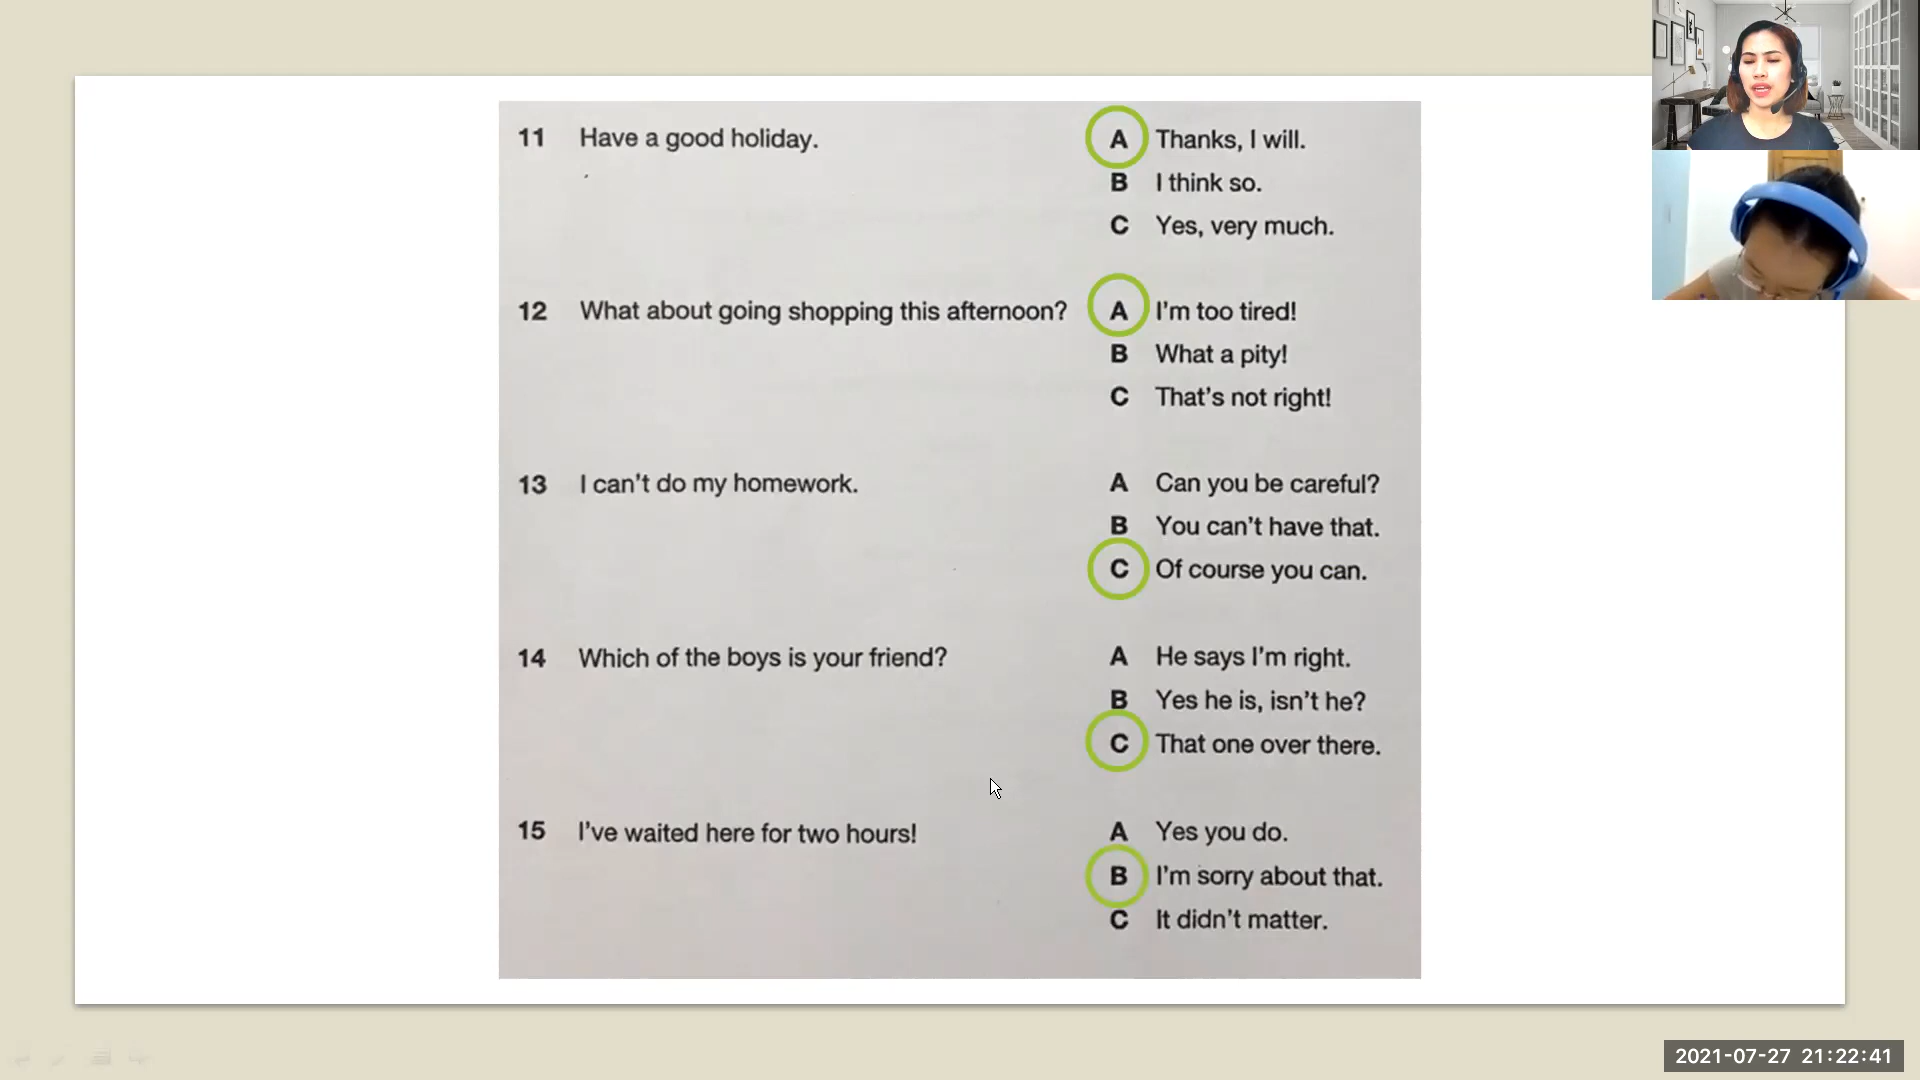 11 Have a good holiday. A Thanks, I will.
B I think so.
C Yes, very much.
12 What about going shopping this afternoon? A I'm too tired!
B What a pity!
C That's not right!
13 I can't do my homework. A Can you be careful?
B You can't have that.
C Of course you can.
14 Which of the boys is your friend? A He says I'm right.
B Yes he is, isn't he?
C That one over there.
15 I've waited here for two hours! A Yes you do.
B I'm sorry about that.
C It didn't matter.
2021-07-27 21:22:41